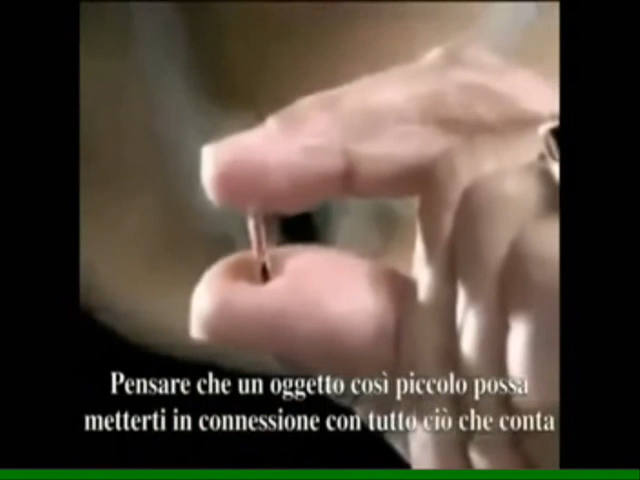 Pensare che un oggetto così piccolo possa
metterti in connessione con tutto ciò che conta